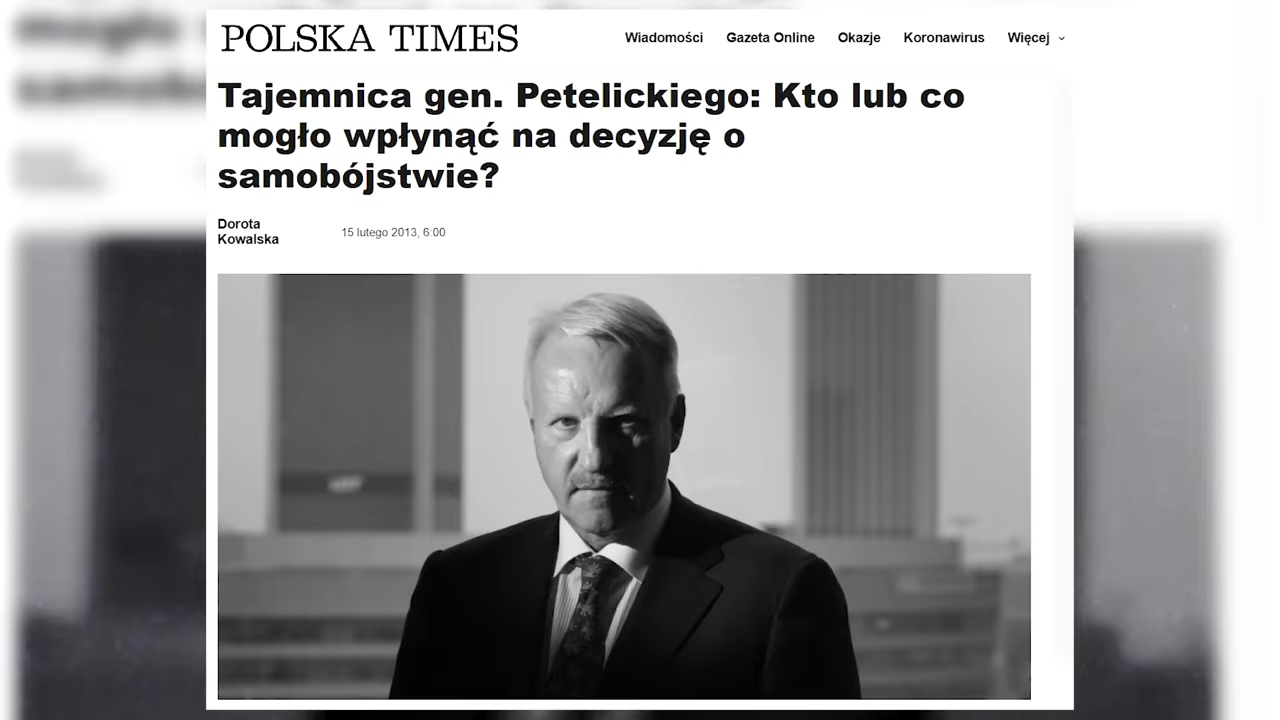 POLSKA TIMES
Wiadomości Gazeta Online Okazje Koronawirus Więcej
Tajemnica gen. Petelickiego: Kto lub co
mogło wpłynąć na decyzję o
samobójstwie?
Dorota
Kowalska
15 lutego 2013, 6:00